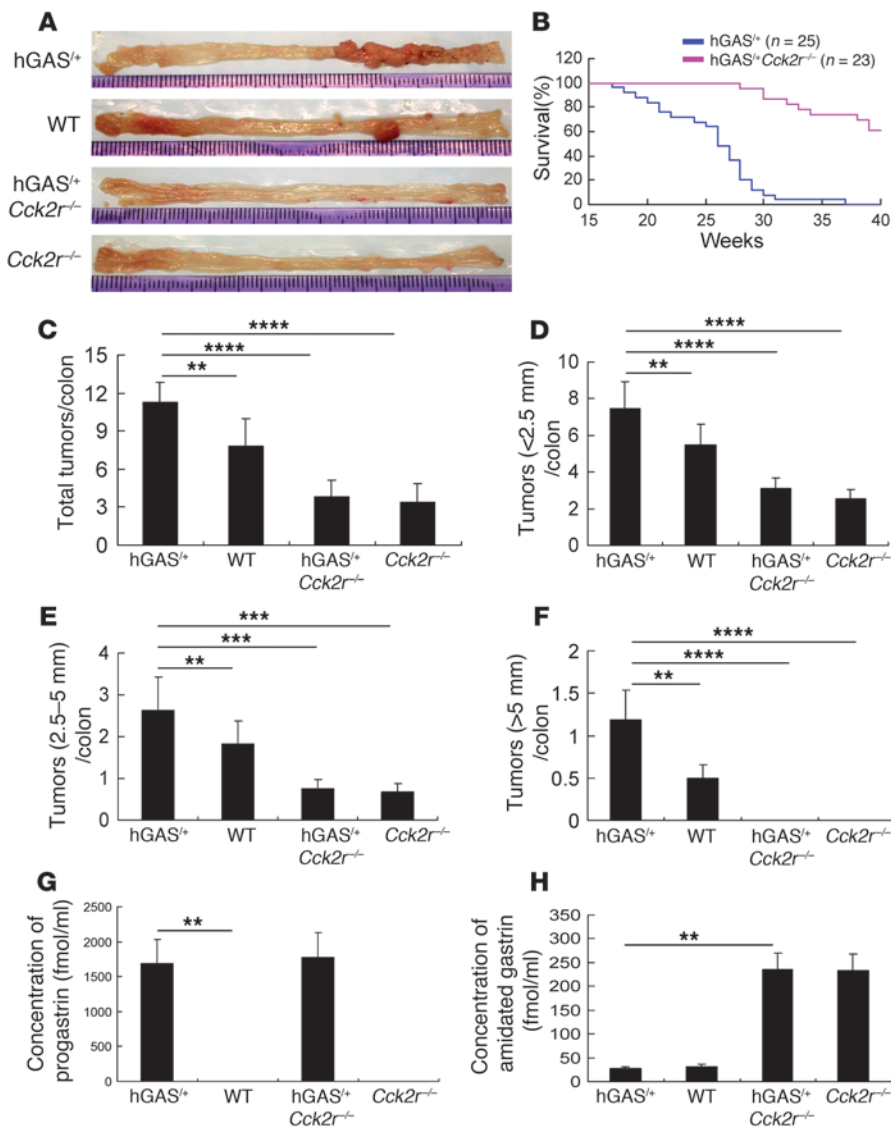 A
hGAS/+
WT
hGAS/+
Cck2r–/–
Cck2r–/–
B
hGAS/+ (n = 25)
hGAS/+Cck2r–/– (n = 23)
Survival(%)
120
100
80
60
40
20
0
15 20 25 30 35 40
Weeks
C
Total tumors/colon
15
12
9
6
3
0
****
****
**
hGAS/+ WT hGAS/+ Cck2r–/–
Cck2r–/–
D
Tumors (<2.5 mm)
/colon
10
8
6
4
2
0
****
****
**
hGAS/+ WT hGAS/+ Cck2r–/–
Cck2r–/–
E
Tumors (2.5–5 mm)
/colon
4
3
2
1
0
***
***
**
hGAS/+ WT hGAS/+ Cck2r–/–
Cck2r–/–
F
Tumors (>5 mm)
/colon
2
1.5
1
0.5
0
****
****
**
hGAS/+ WT hGAS/+ Cck2r–/–
Cck2r–/–
G
Concentration of
progastrin (fmol/ml)
2500
2000
1500
1000
500
0
**
hGAS/+ WT hGAS/+ Cck2r–/–
Cck2r–/–
H
Concentration of
amidated gastrin
(fmol/ml)
350
300
250
200
150
100
50
0
**
hGAS/+ WT hGAS/+ Cck2r–/–
Cck2r–/–